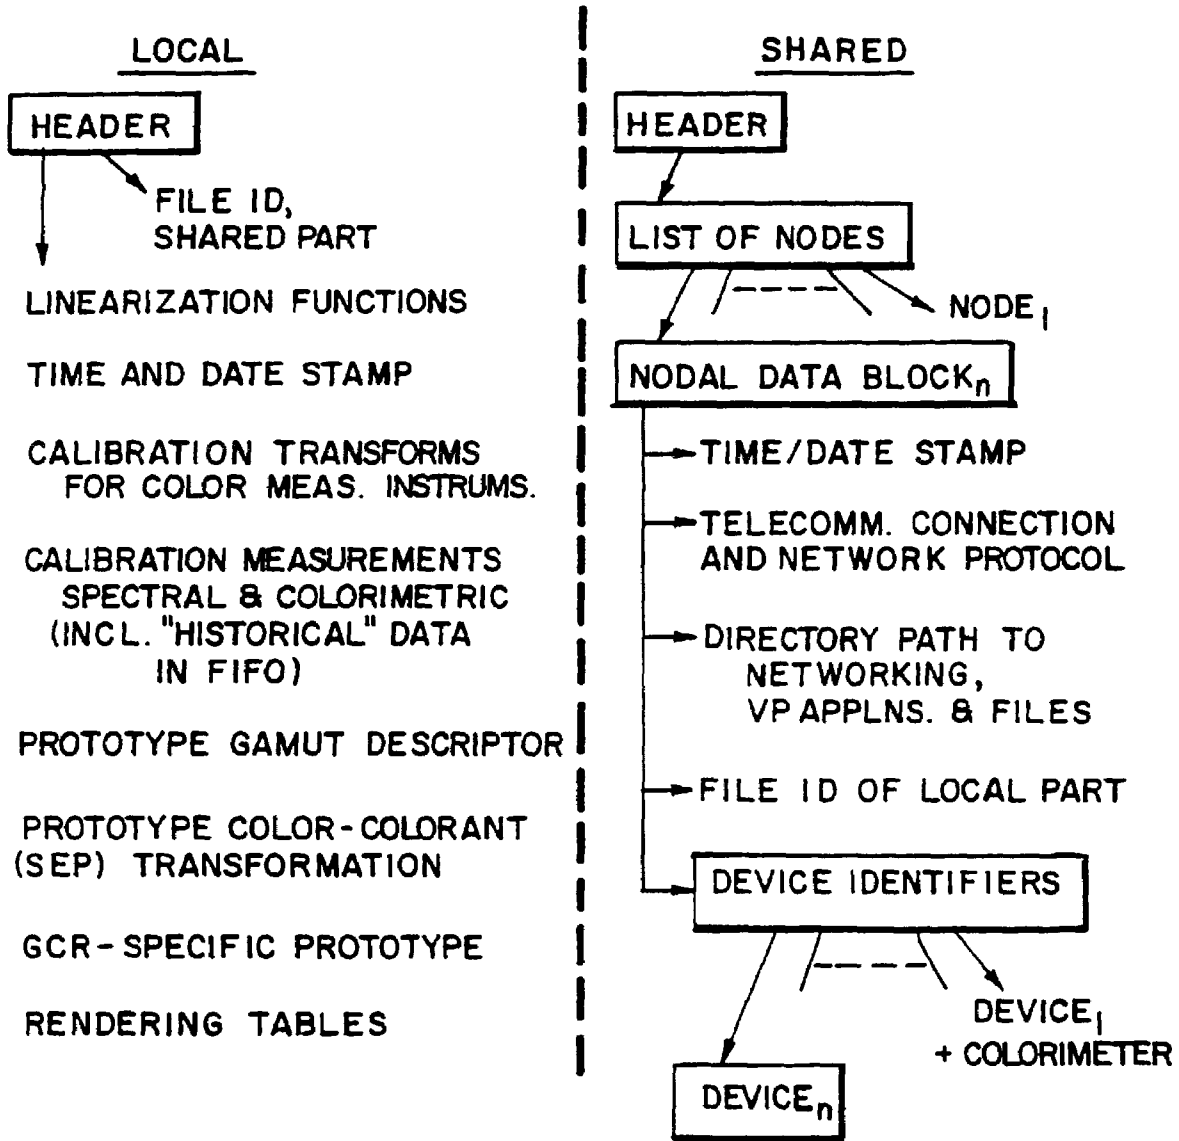 LOCAL
HEADER
FILE ID,
SHARED PART
LINEARIZATION FUNCTIONS
TIME AND DATE STAMP
CALIBRATION TRANSFORMS
FOR COLOR MEAS. INSTRUMS.
CALIBRATION MEASUREMENTS
SPECTRAL & COLORIMETRIC
(INCL. "HISTORICAL" DATA
IN FIFO)
PROTOTYPE GAMUT DESCRIPTOR
PROTOTYPE COLOR-COLORANT
(SEP) TRANSFORMATION
GCR-SPECIFIC PROTOTYPE
RENDERING TABLES
SHARED
HEADER
LIST OF NODES
NODE1
NODAL DATA BLOCKn
TIME/DATE STAMP
TELECOMM. CONNECTION
AND NETWORK PROTOCOL
DIRECTORY PATH TO
NETWORKING,
VP APPLNS. & FILES
FILE ID OF LOCAL PART
DEVICE IDENTIFIERS
DEVICE1
+ COLORIMETER
DEVICEn